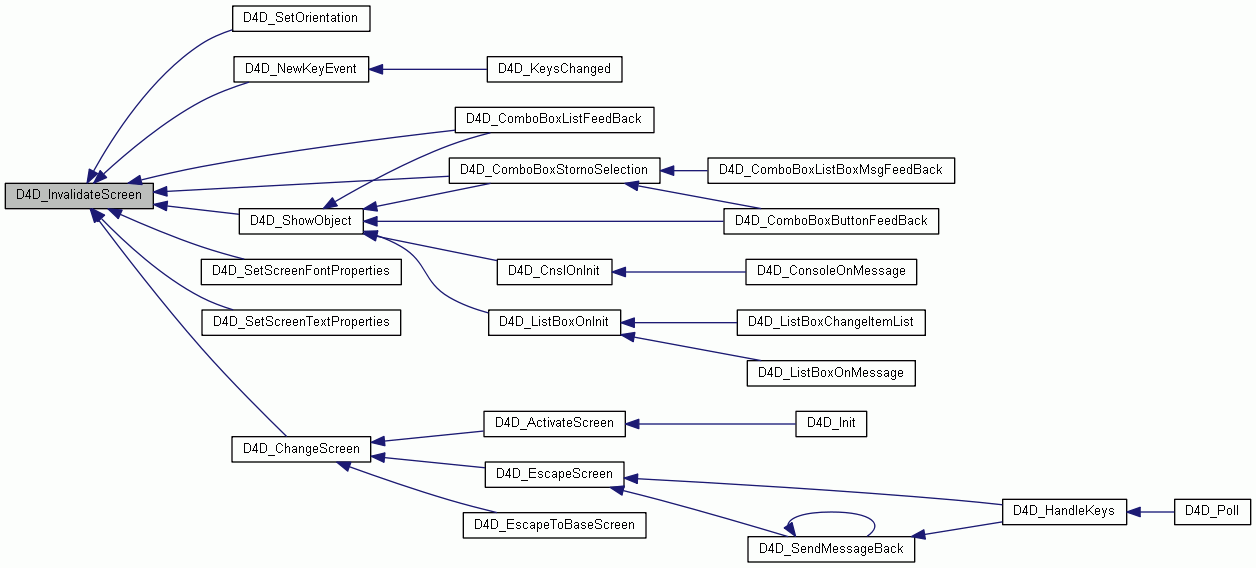 D4D_SetOrientation
D4D_NewKeyEvent
D4D_KeysChanged
D4D_ComboBoxListFeedBack
D4D_ComboBoxStornoSelection
D4D_ComboBoxListBoxMsgFeedBack
D4D_InvalidateScreen
D4D_ShowObject
D4D_ComboBoxButtonFeedBack
D4D_SetScreenFontProperties
D4D_CnslOnInit
D4D_ConsoleOnMessage
D4D_SetScreenTextProperties
D4D_ListBoxOnInit
D4D_ListBoxChangeItemList
D4D_ListBoxOnMessage
D4D_ActivateScreen
D4D_Init
D4D_ChangeScreen
D4D_EscapeScreen
D4D_HandleKeys
D4D_Poll
D4D_EscapeToBaseScreen
D4D_SendMessageBack